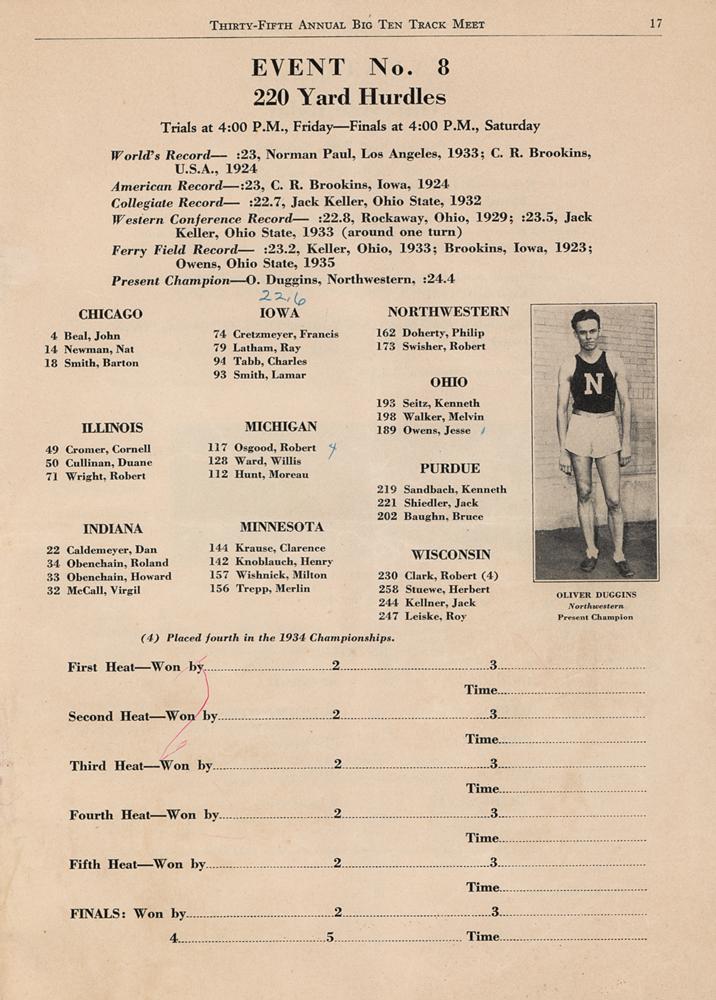 THIRTY-FIFTH ANNUAL BIG TEN TRACK MEET 17
EVENT No. 8
220 Yard Hurdles
Trials at 4:00 P.M., Friday—Finals at 4:00 P.M., Saturday
World's Record— :23, Norman Paul, Los Angeles, 1933; C. R. Brookins,
U.S.A., 1924
American Record—:23, C. R. Brookins, Iowa, 1924
Collegiate Record— :22.7, Jack Keller, Ohio State, 1932
Western Conference Record— :22.8, Rockaway, Ohio, 1929; :23.5, Jack
Keller, Ohio State, 1933 (around one turn)
Ferry Field Record— :23.2, Keller, Ohio, 1933; Brookins, Iowa, 1923;
Owens, Ohio State, 1935
Present Champion—O. Duggins, Northwestern, :24.4
22.6
CHICAGO
4 Beal, John
14 Newman, Nat
18 Smith, Barton
ILLINOIS
49 Cromer, Cornell
50 Cullinan, Duane
71 Wright, Robert
INDIANA
22 Caldemeyer, Dan
34 Obenchain, Roland
33 Obenchain, Howard
32 McCall, Virgil
IOWA
74 Cretzmeyer, Francis
79 Latham, Ray
94 Tabb, Charles
93 Smith, Lamar
MICHIGAN
117 Osgood, Robert 4
128 Ward, Willis
112 Hunt, Moreau
MINNESOTA
144 Krause, Clarence
142 Knoblauch, Henry
157 Wishnick, Milton
156 Trepp, Merlin
NORTHWESTERN
162 Doherty, Philip
173 Swisher, Robert
OHIO
193 Seitz, Kenneth
198 Walker, Melvin
189 Owens, Jesse 1
PURDUE
219 Sandbach, Kenneth
221 Shiedler, Jack
202 Baughn, Bruce
WISCONSIN
230 Clark, Robert (4)
258 Stuewe, Herbert
244 Kellner, Jack
247 Leiske, Roy
N
OLIVER DUGGINS
Northwestern
Present Champion
(4) Placed fourth in the 1934 Championships.
First Heat—Won by 2 3
Time
Second Heat—Won by 2 3
Time
Third Heat—Won by 2 3
Time
Fourth Heat—Won by 2 3
Time
Fifth Heat—Won by 2 3
Time
FINALS: Won by 2 3
4 5 Time